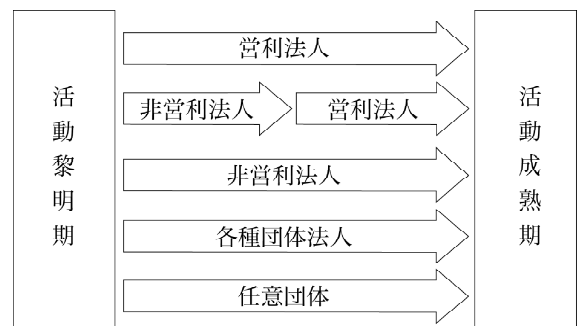 活動黎明期
営利法人
非営利法人
営利法人
非営利法人
各種団体法人
任意団体
活動成熟期